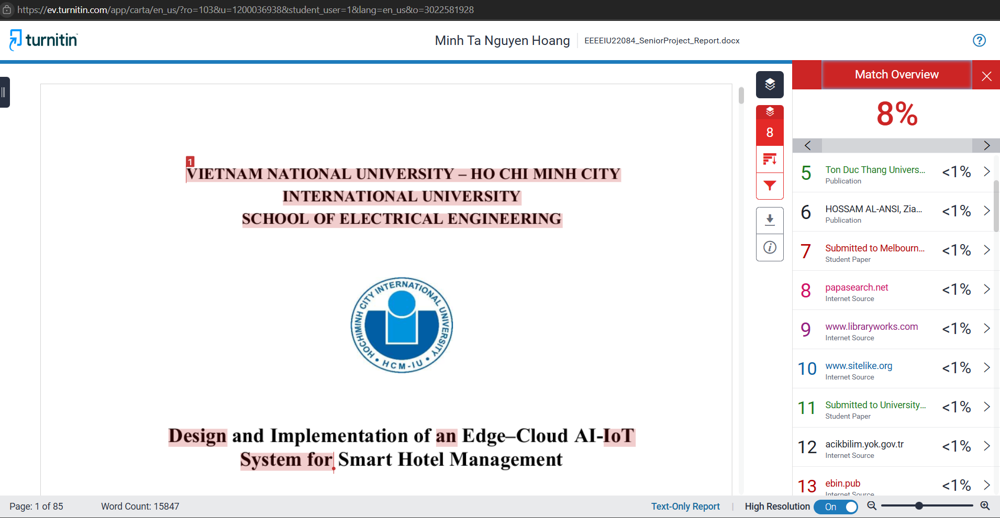 https://ev.turnitin.com/app/carta/en_us/?ro=103&u=1200036938&student_user=1&lang=en_us&o=3022581928
turnitin
Minh Ta Nguyen Hoang
EEEEIU22084_SeniorProject_Report.docx
?
1
VIETNAM NATIONAL UNIVERSITY – HO CHI MINH CITY
INTERNATIONAL UNIVERSITY
SCHOOL OF ELECTRICAL ENGINEERING
HOCHIMINH CITY INTERNATIONAL UNIVERSITY
• HCM-IU •
Design and Implementation of an Edge–Cloud AI-IoT
System for Smart Hotel Management
8
Match Overview
8%
5 Ton Duc Thang Univers... <1%
Publication
6 HOSSAM AL-ANSI, Zia... <1%
Publication
7 Submitted to Melbourn... <1%
Student Paper
8 papasearch.net <1%
Internet Source
9 www.libraryworks.com <1%
Internet Source
10 www.sitelike.org <1%
Internet Source
11 Submitted to University... <1%
Student Paper
12 acikbilim.yok.gov.tr <1%
Internet Source
13 ebin.pub <1%
Internet Source
Page: 1 of 85
Word Count: 15847
Text-Only Report
High Resolution
On